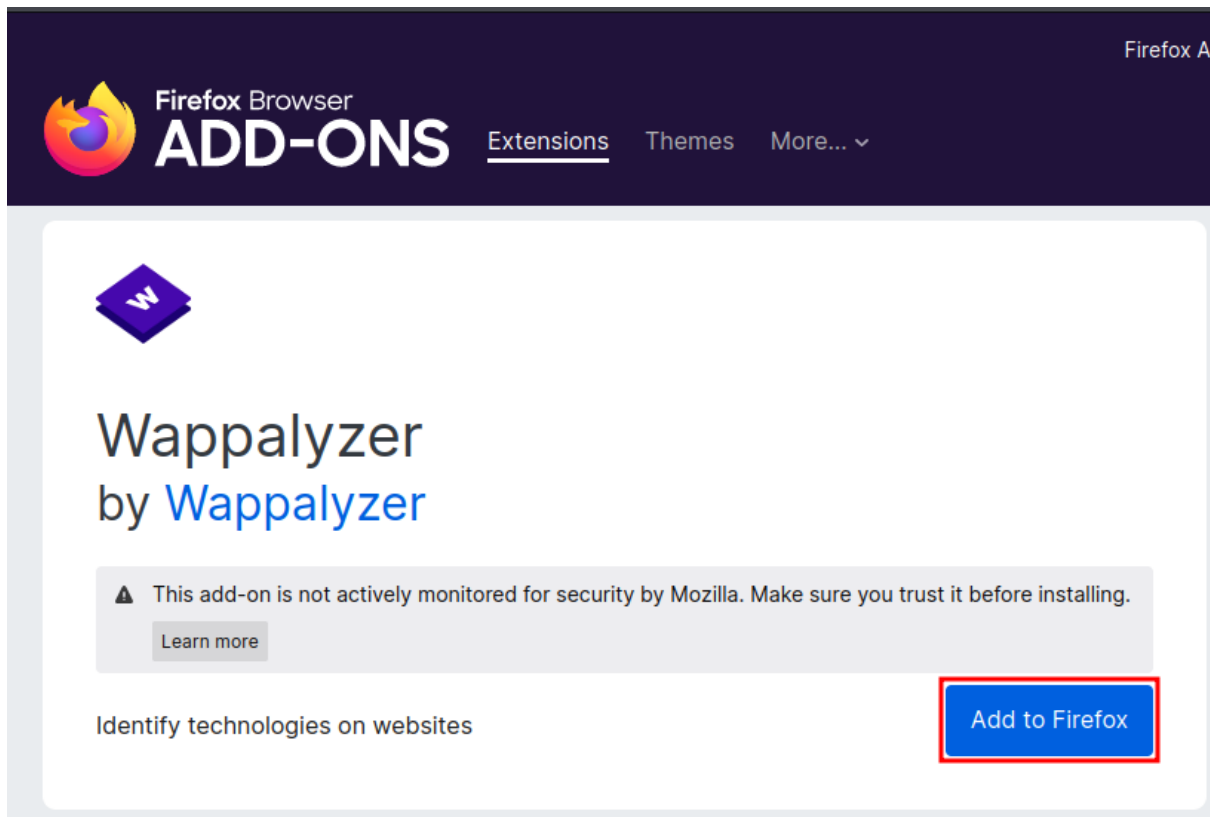 Firefox A
Firefox Browser
ADD-ONS
Extensions Themes More...
W
Wappalyzer
by Wappalyzer
This add-on is not actively monitored for security by Mozilla. Make sure you trust it before installing.
Learn more
Identify technologies on websites
Add to Firefox